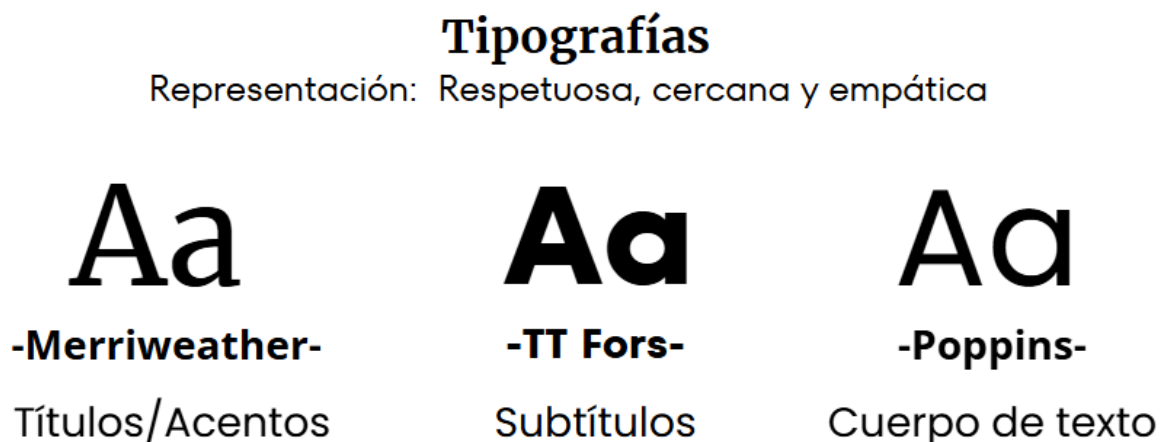 Tipografías
Representación: Respetuosa, cercana y empática
Aa Aa Aa
-Merriweather- -TT Fors- -Poppins-
Títulos/Acentos Subtítulos Cuerpo de texto